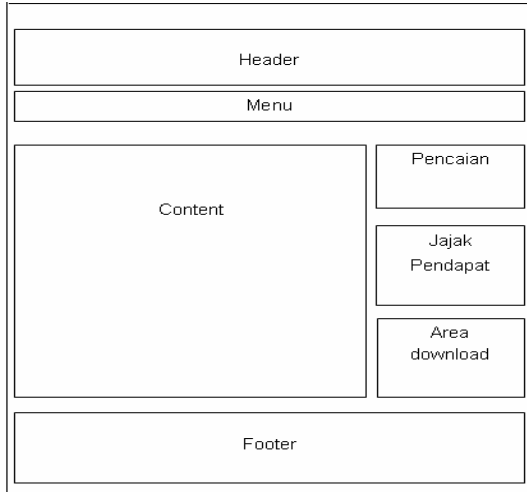 Header
Menu
Content
Pencaian
Jajak
Pendapat
Area
download
Footer